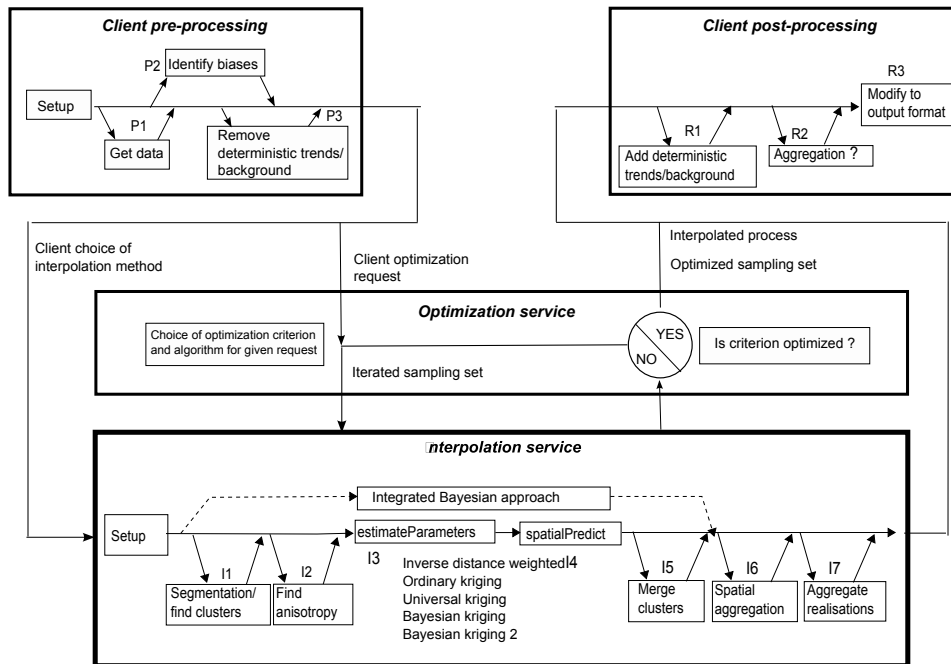 Client pre-processing
P2
Identify biases
Setup
P1
P3
Get data
Remove
deterministic trends/
background
Client post-processing
R3
Modify to
output format
R1
R2
Add deterministic
trends/background
Aggregation ?
Client choice of
interpolation method
Client optimization
request
Interpolated process
Optimized sampling set
Optimization service
Choice of optimization criterion
and algorithm for given request
YES
NO
Is criterion optimized ?
Iterated sampling set
nterpolation service
Integrated Bayesian approach
Setup
estimateParameters
spatialPredict
I1
I2
I3
Inverse distance weighted
I4
I5
I6
I7
Segmentation/
find clusters
Find
anisotropy
Ordinary kriging
Universal kriging
Bayesian kriging
Bayesian kriging 2
Merge
clusters
Spatial
aggregation
Aggregate
realisations